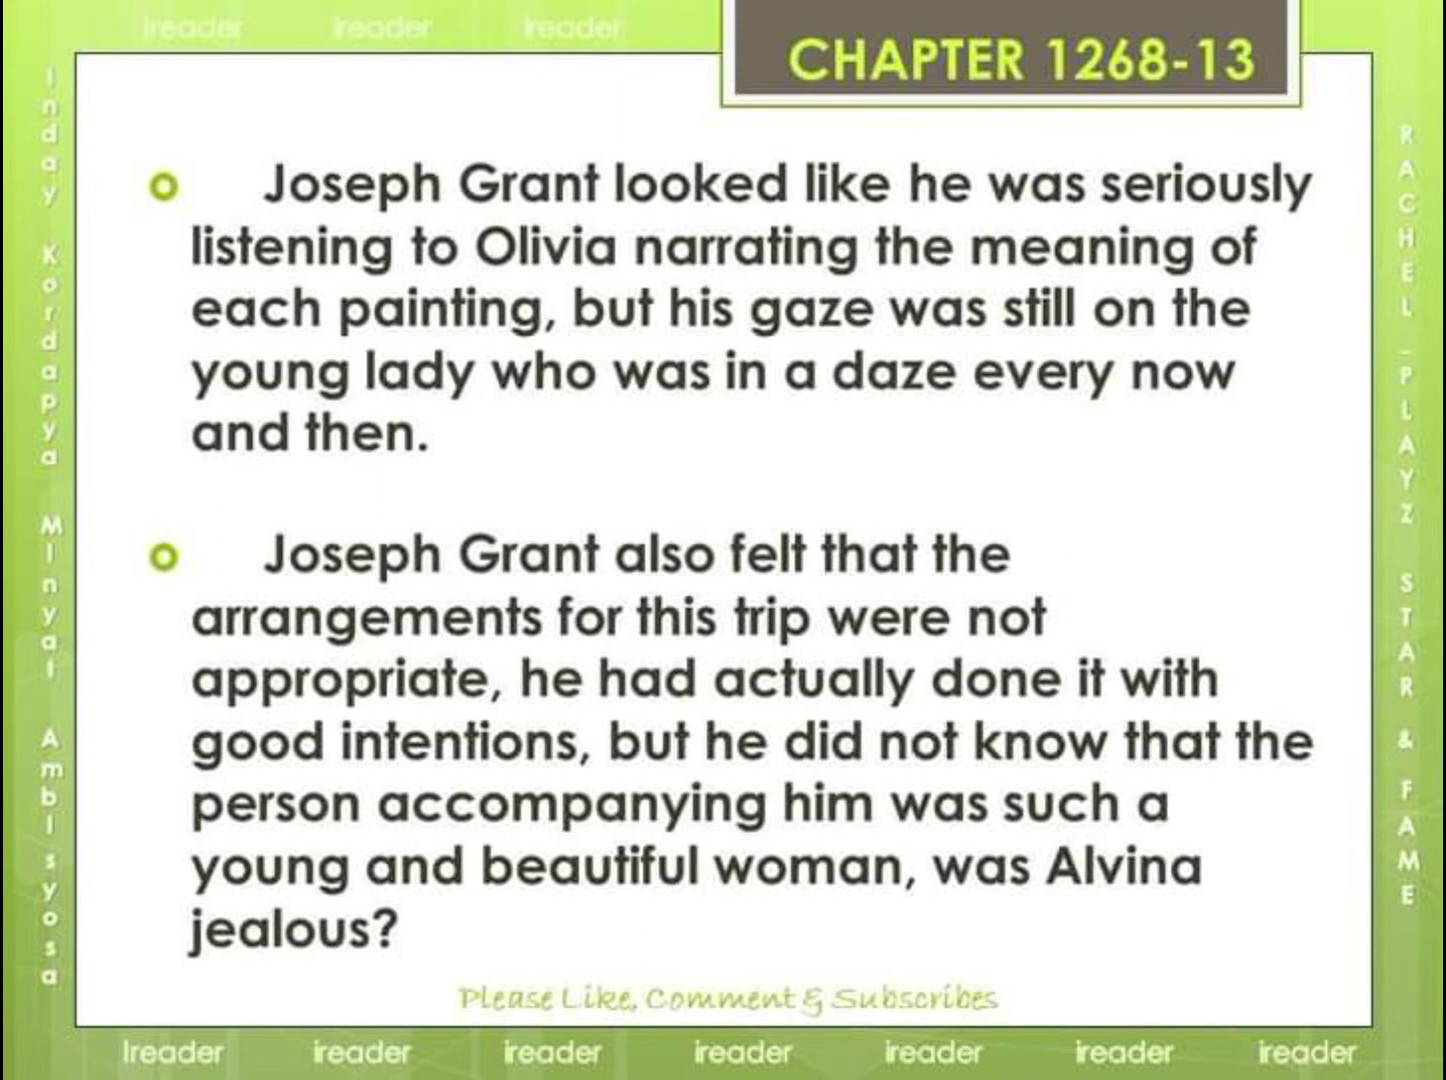 Ireader ireader ireader
CHAPTER 1268-13
Inday Kordapya Minyat Ambisyosa
Joseph Grant looked like he was seriously
listening to Olivia narrating the meaning of
each painting, but his gaze was still on the
young lady who was in a daze every now
and then.
Joseph Grant also felt that the
arrangements for this trip were not
appropriate, he had actually done it with
good intentions, but he did not know that the
person accompanying him was such a
young and beautiful woman, was Alvina
jealous?
Please Like, Comment & Subscribes
RACHEL_PLAYZ STAR & FAME
Ireader ireader ireader ireader ireader ireader ireader